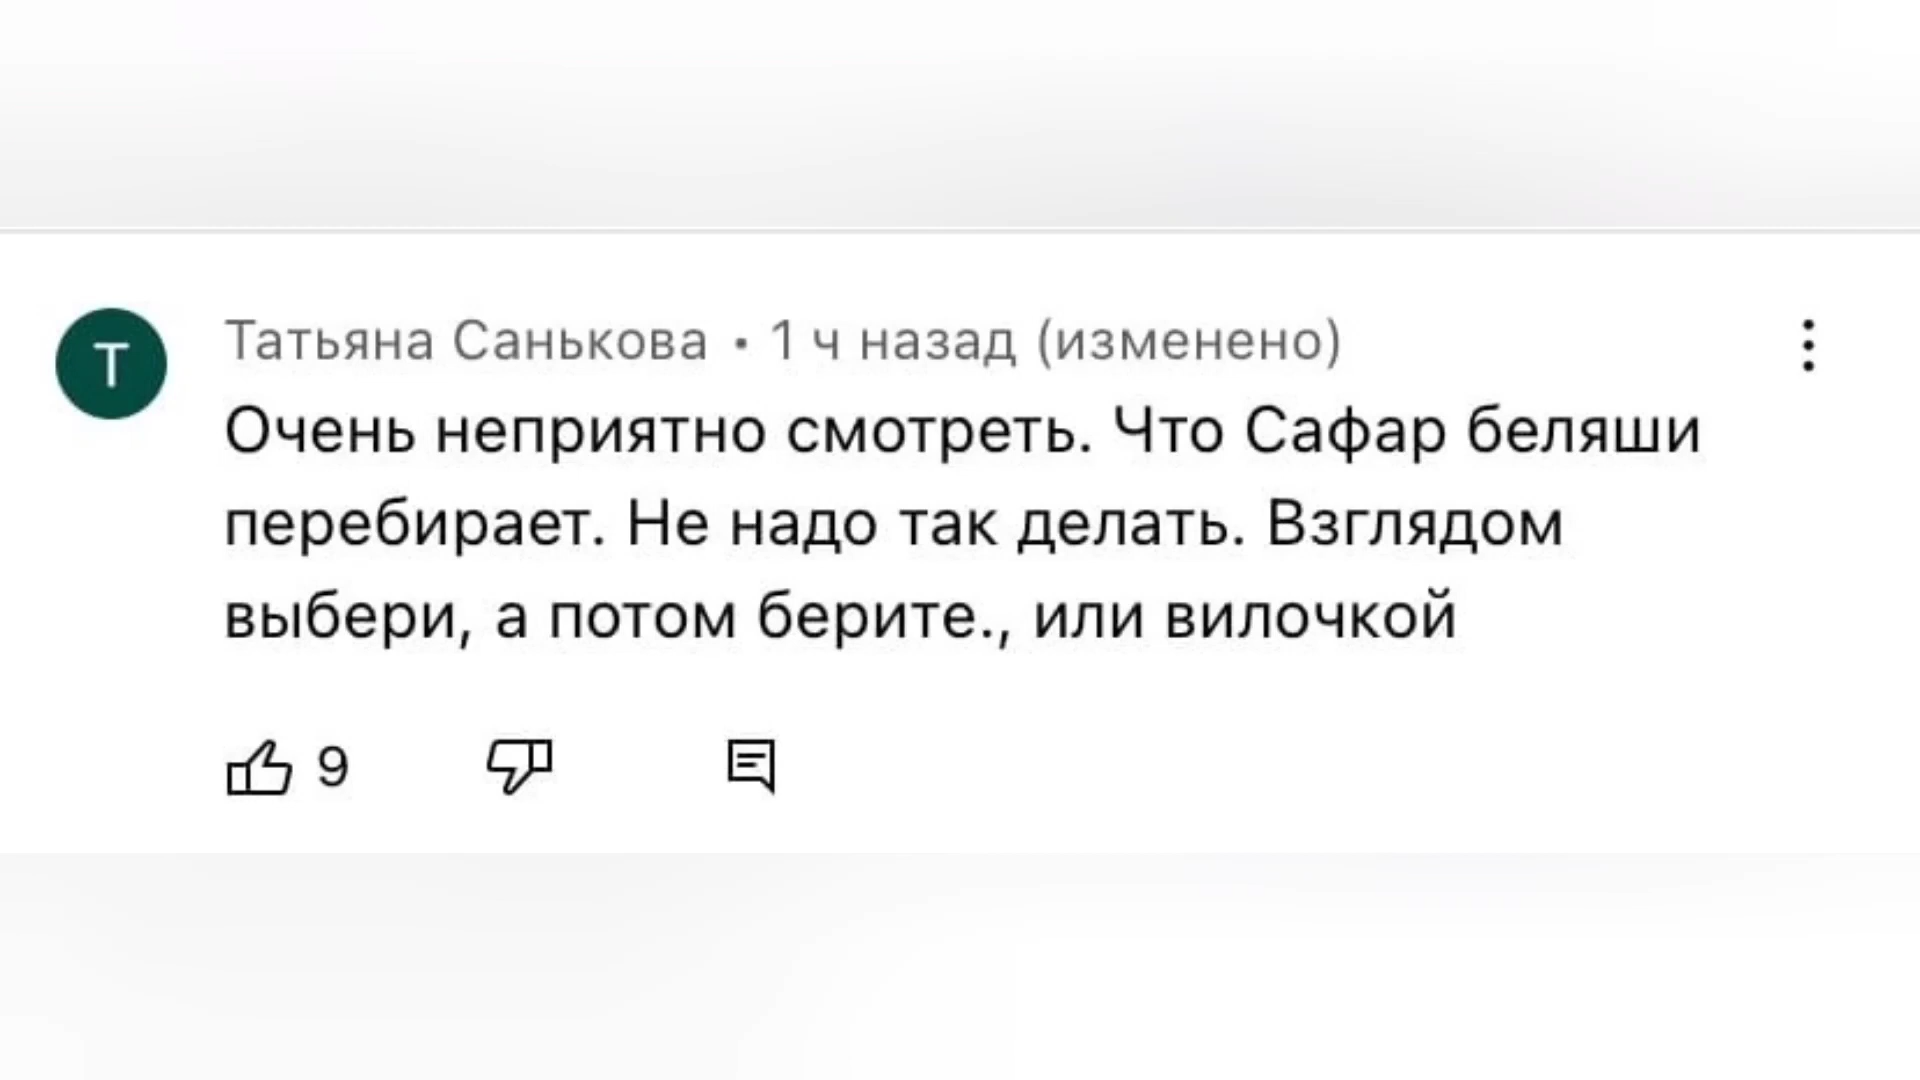 Т
Татьяна Санькова • 1 ч назад (изменено)
Очень неприятно смотреть. Что Сафар беляши
перебирает. Не надо так делать. Взглядом
выбери, а потом берите., или вилочкой
9